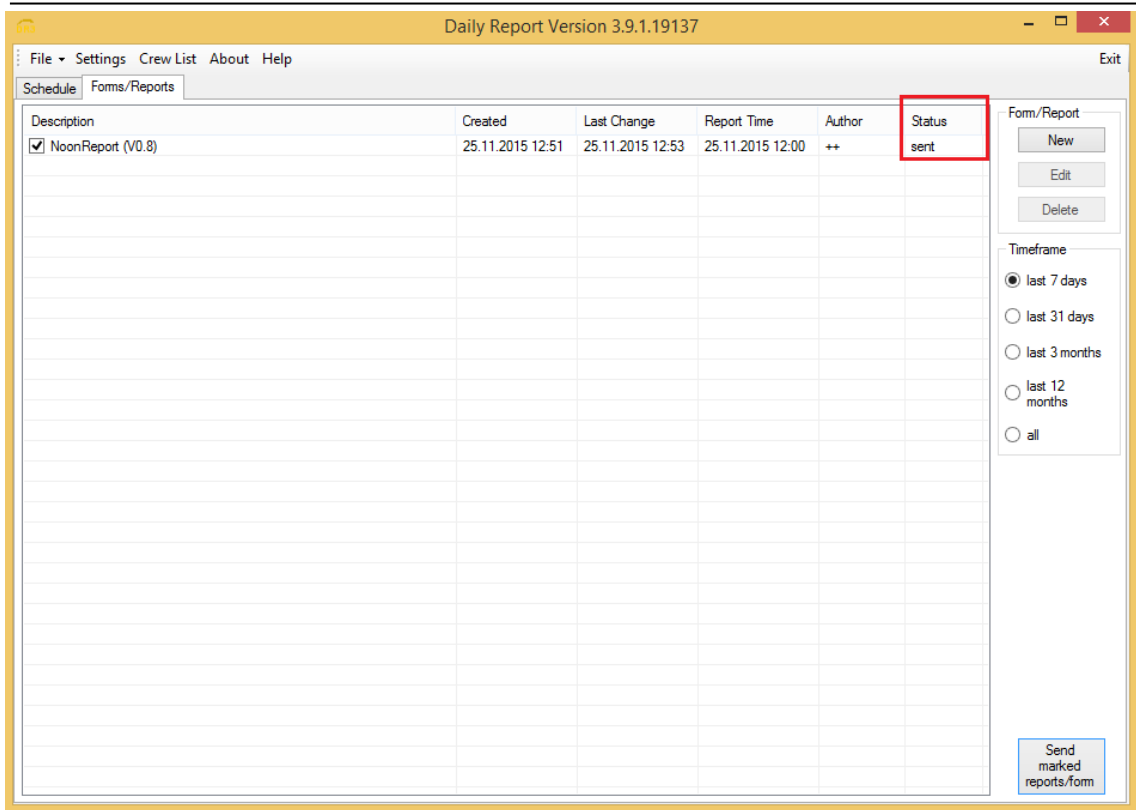 Daily Report Version 3.9.1.19137
File Settings Crew List About Help Exit
Schedule Forms/Reports
Description Created Last Change Report Time Author Status
NoonReport (V0.8) 25.11.2015 12:51 25.11.2015 12:53 25.11.2015 12:00 ++ sent
Form/Report
New
Edit
Delete
Timeframe
last 7 days
last 31 days
last 3 months
last 12
months
all
Send
marked
reports/form